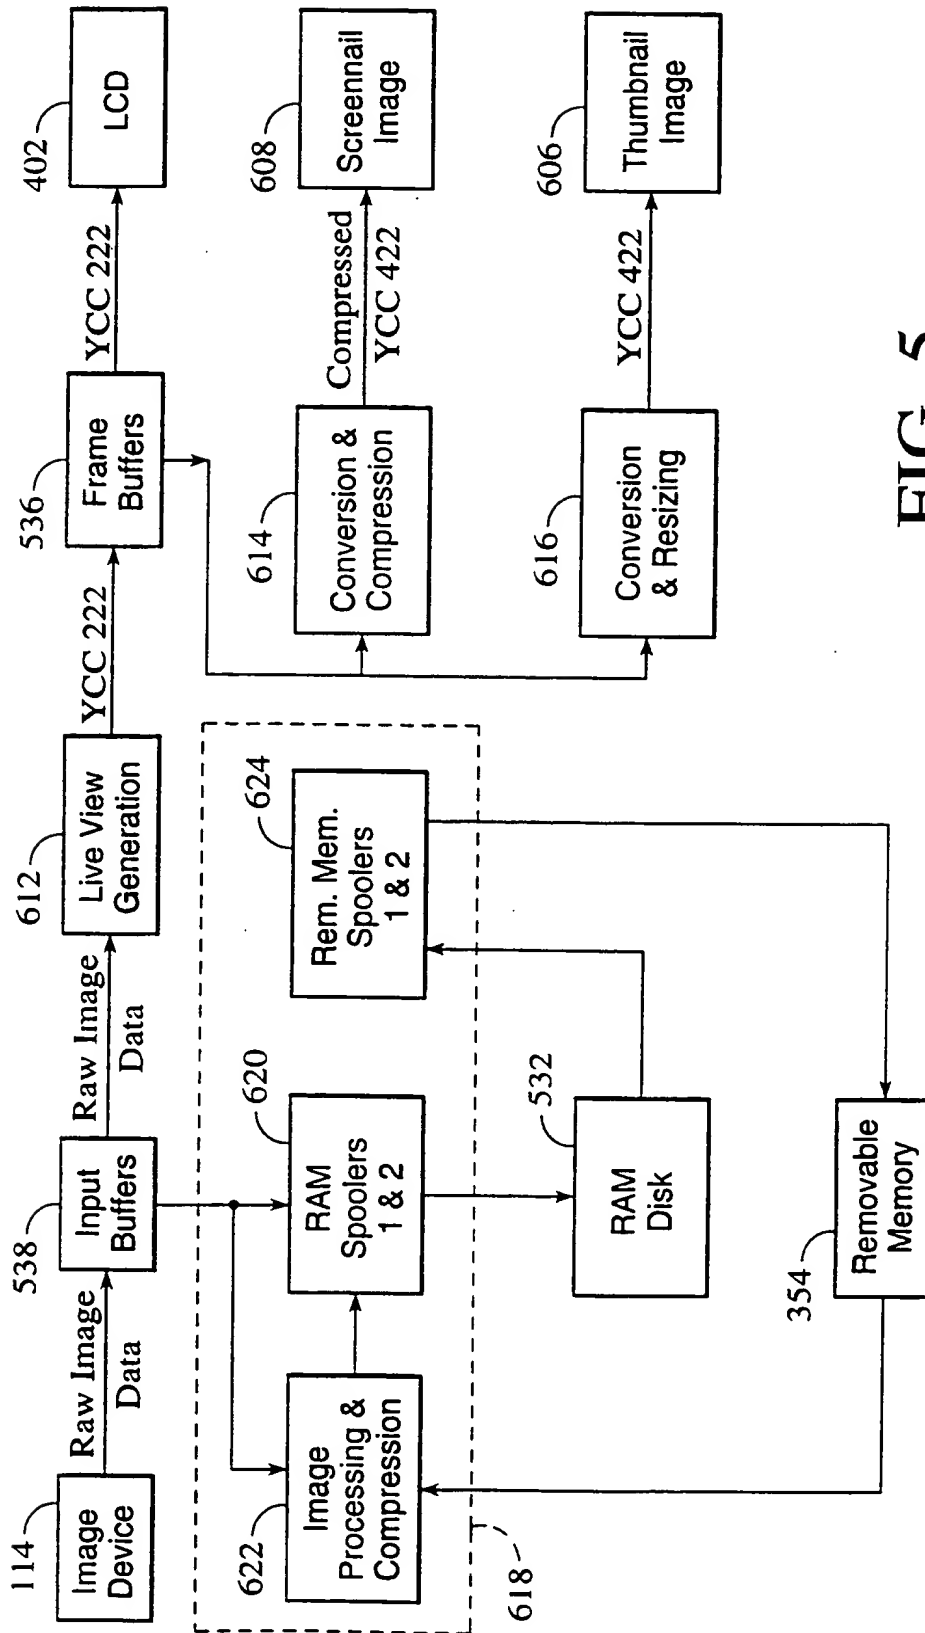 114
Image
Device
Raw Image
Data
538
Input
Buffers
Raw Image
Data
612
Live View
Generation
YCC 222
536
Frame
Buffers
YCC 222
402
LCD
622
Image
Processing &
Compression
620
RAM
Spoolers
1 & 2
624
Rem. Mem.
Spoolers
1 & 2
618
614
Conversion &
Compression
Compressed
YCC 422
608
Screennail
Image
532
RAM
Disk
616
Conversion
& Resizing
YCC 422
606
Thumbnail
Image
354
Removable
Memory
FIG. 5